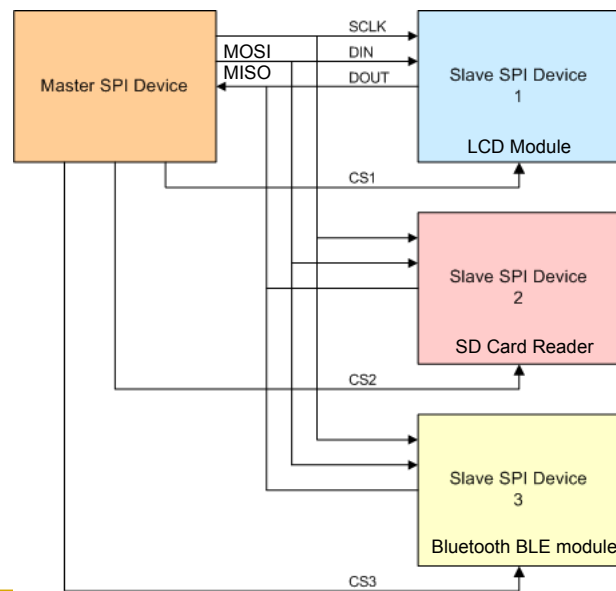 SCLK
MOSI
DIN
MISO
DOUT
Master SPI Device
Slave SPI Device
1
LCD Module
CS1
Slave SPI Device
2
SD Card Reader
CS2
Slave SPI Device
3
Bluetooth BLE module
CS3